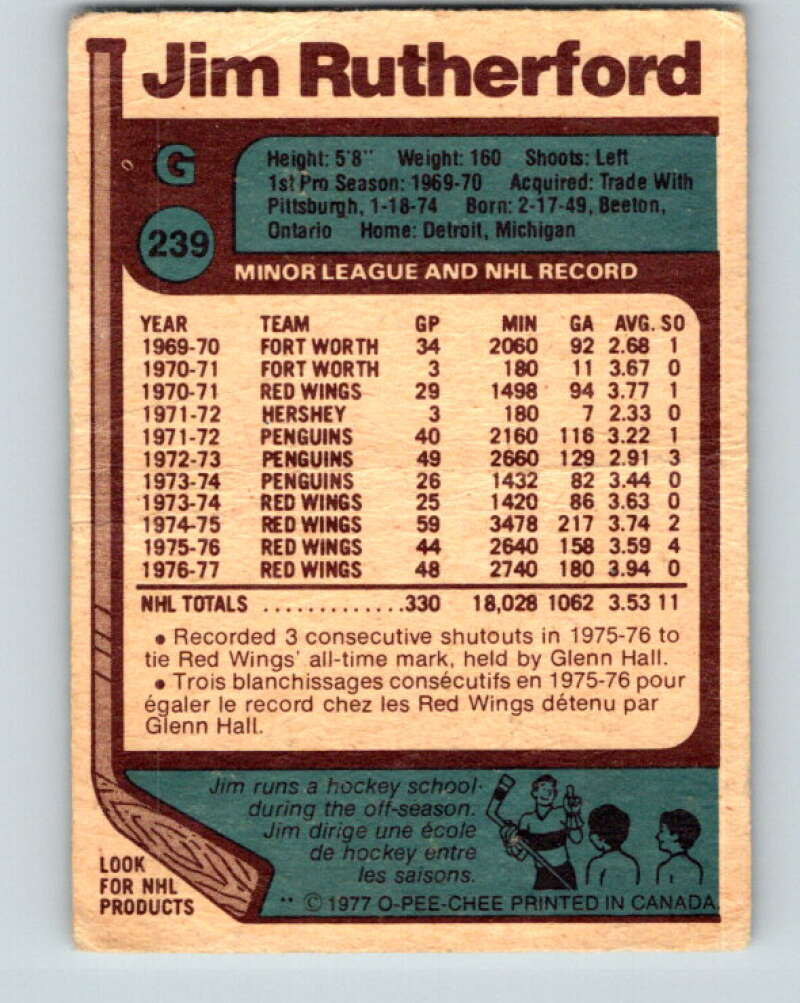 Jim Rutherford
G
Height: 5'8" Weight: 160 Shoots: Left
1st Pro Season: 1969-70 Acquired: Trade With
Pittsburgh, 1-18-74 Born: 2-17-49, Beeton,
Ontario Home: Detroit, Michigan
239
MINOR LEAGUE AND NHL RECORD
YEAR TEAM GP MIN GA AVG. SO
1969-70 FORT WORTH 34 2060 92 2.68 1
1970-71 FORT WORTH 3 180 11 3.67 0
1970-71 RED WINGS 29 1498 94 3.77 1
1971-72 HERSHEY 3 180 7 2.33 0
1971-72 PENGUINS 40 2160 116 3.22 1
1972-73 PENGUINS 49 2660 129 2.91 3
1973-74 PENGUINS 26 1432 82 3.44 0
1973-74 RED WINGS 25 1420 86 3.63 0
1974-75 RED WINGS 59 3478 217 3.74 2
1975-76 RED WINGS 44 2640 158 3.59 4
1976-77 RED WINGS 48 2740 180 3.94 0
NHL TOTALS .............330 18,028 1062 3.53 11
• Recorded 3 consecutive shutouts in 1975-76 to
tie Red Wings' all-time mark, held by Glenn Hall.
• Trois blanchissages consécutifs en 1975-76 pour
égaler le record chez les Red Wings détenu par
Glenn Hall.
Jim runs a hockey school
during the off-season.
Jim dirige une école
de hockey entre
les saisons.
LOOK
FOR NHL
PRODUCTS
** © 1977 O-PEE-CHEE PRINTED IN CANADA